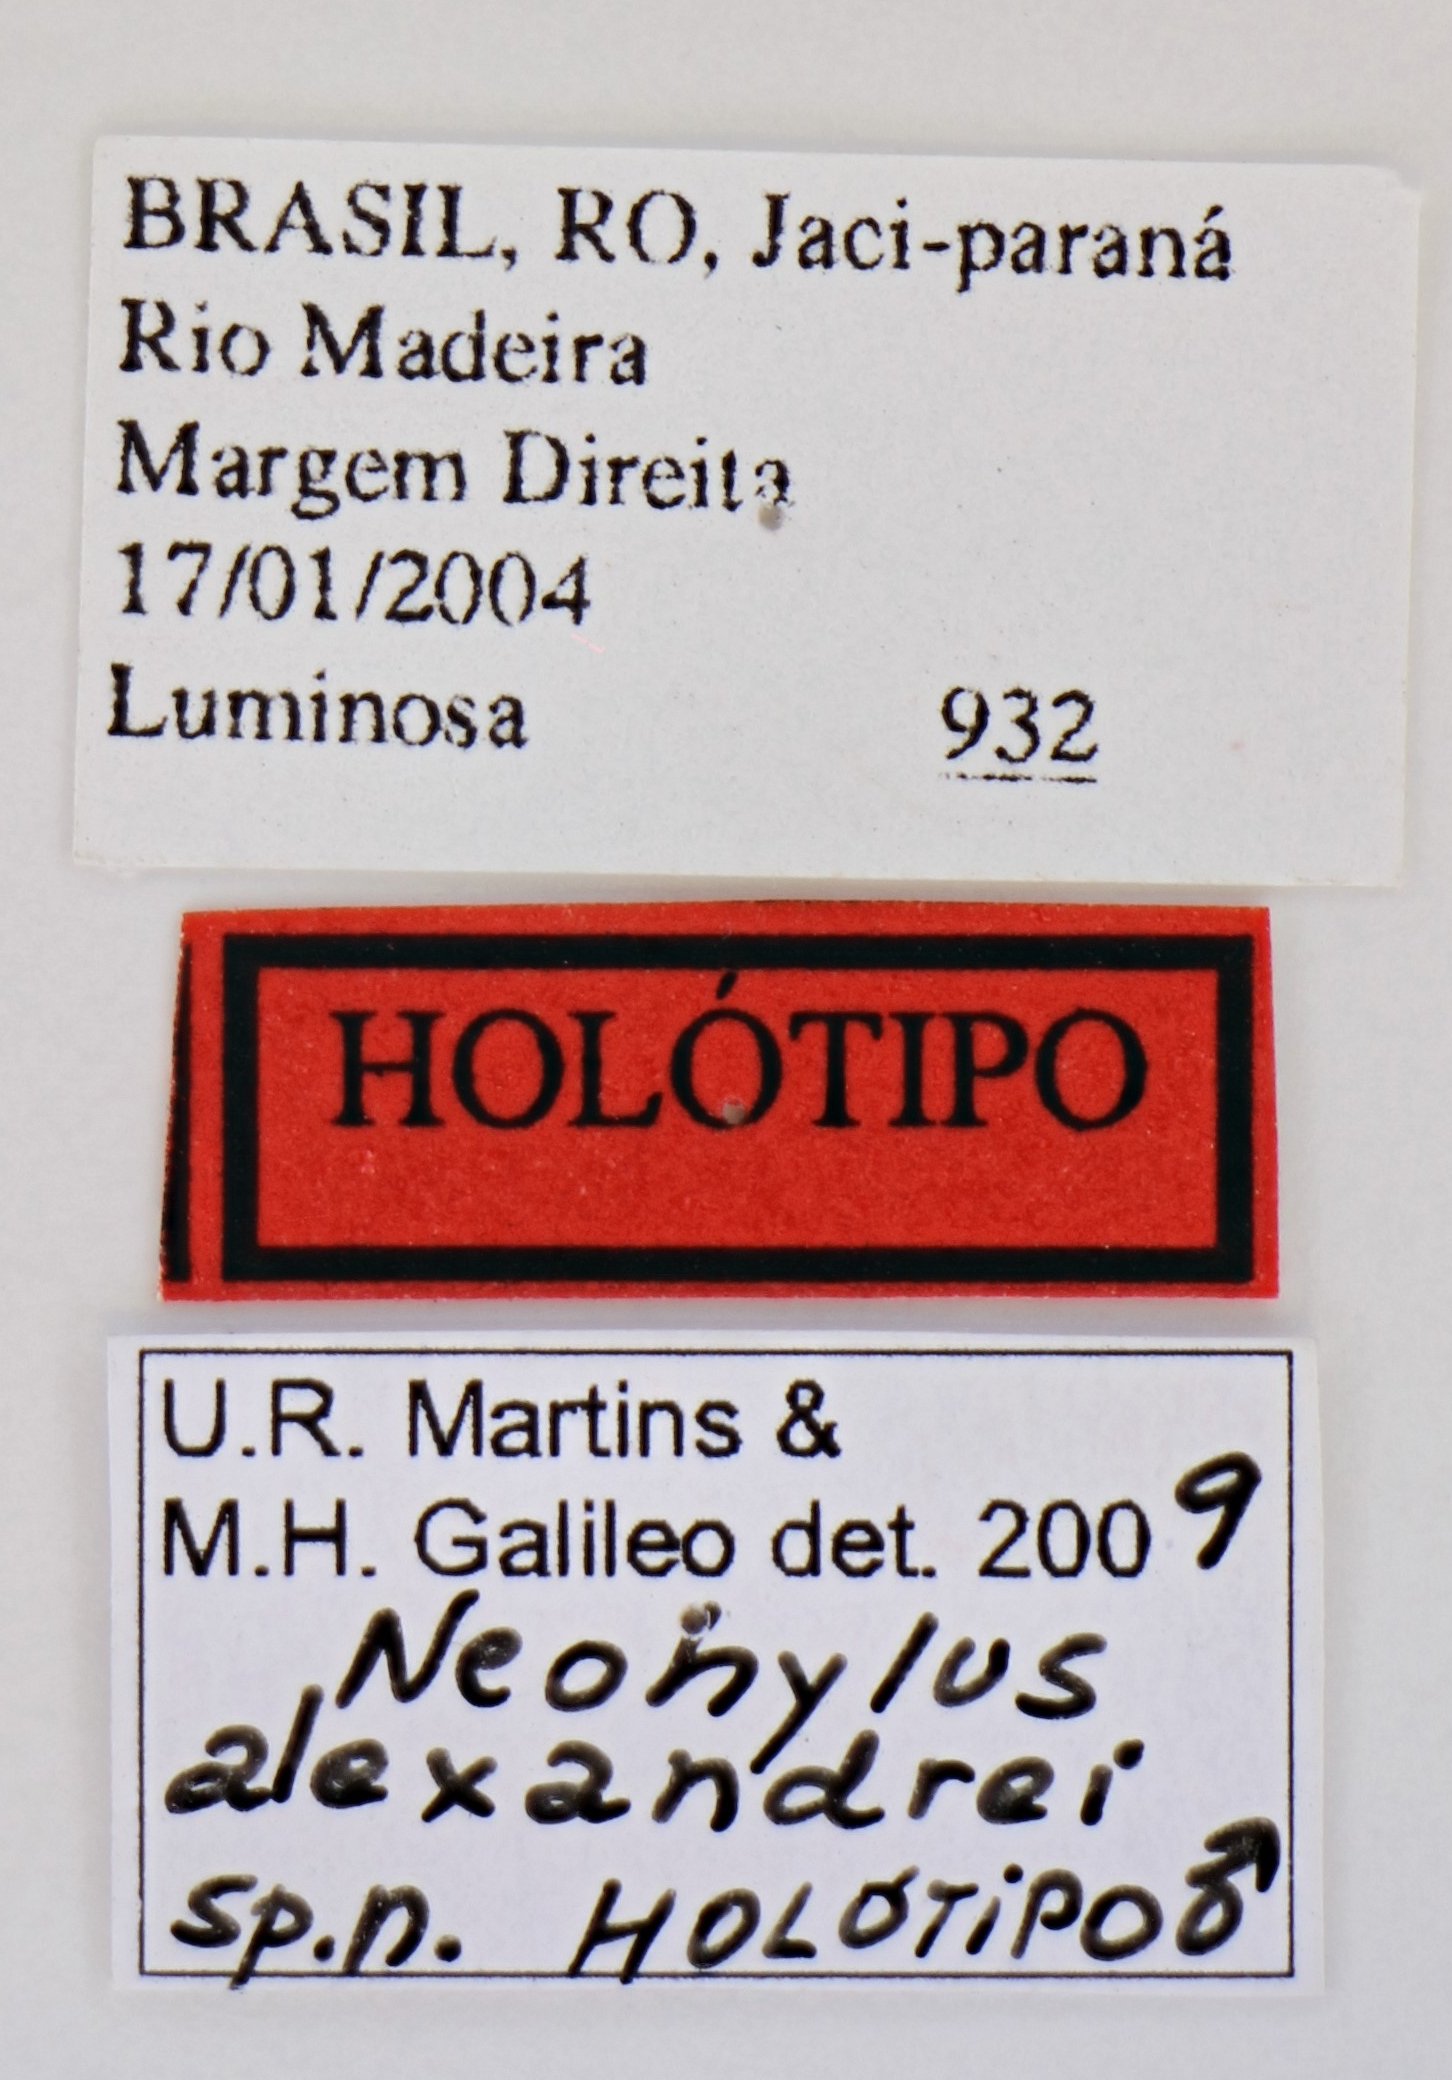 BRASIL, RO, Jaci-paraná
Rio Madeira
Margem Direita
17/01/2004
Luminosa 932
HOLÓTIPO
U.R. Martins &
M.H. Galileo det. 2009
Neohylus
alexandrei
sp.n. HOLÓTIPO♂